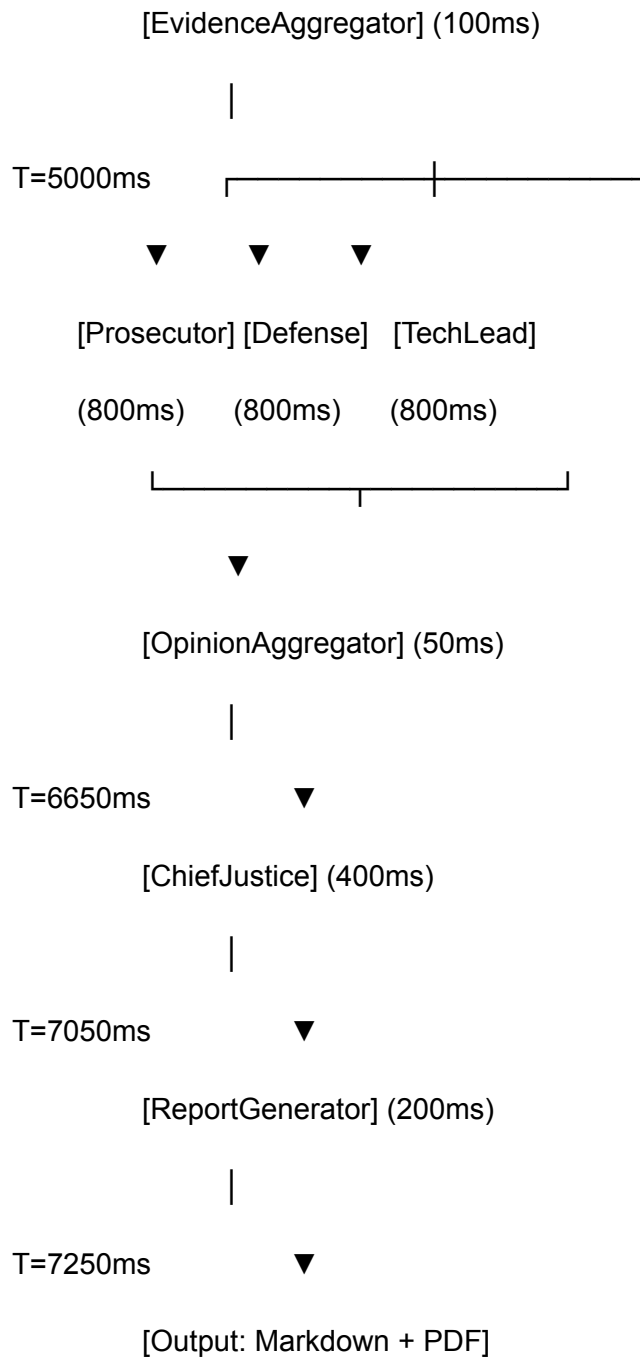 [EvidenceAggregator] (100ms)
│
T=5000ms ┌───────────┼───────────
▼ ▼ ▼
[Prosecutor] [Defense] [TechLead]
(800ms) (800ms) (800ms)
└───────────┬───────────┘
▼
[OpinionAggregator] (50ms)
│
T=6650ms ▼
[ChiefJustice] (400ms)
│
T=7050ms ▼
[ReportGenerator] (200ms)
│
T=7250ms ▼
[Output: Markdown + PDF]